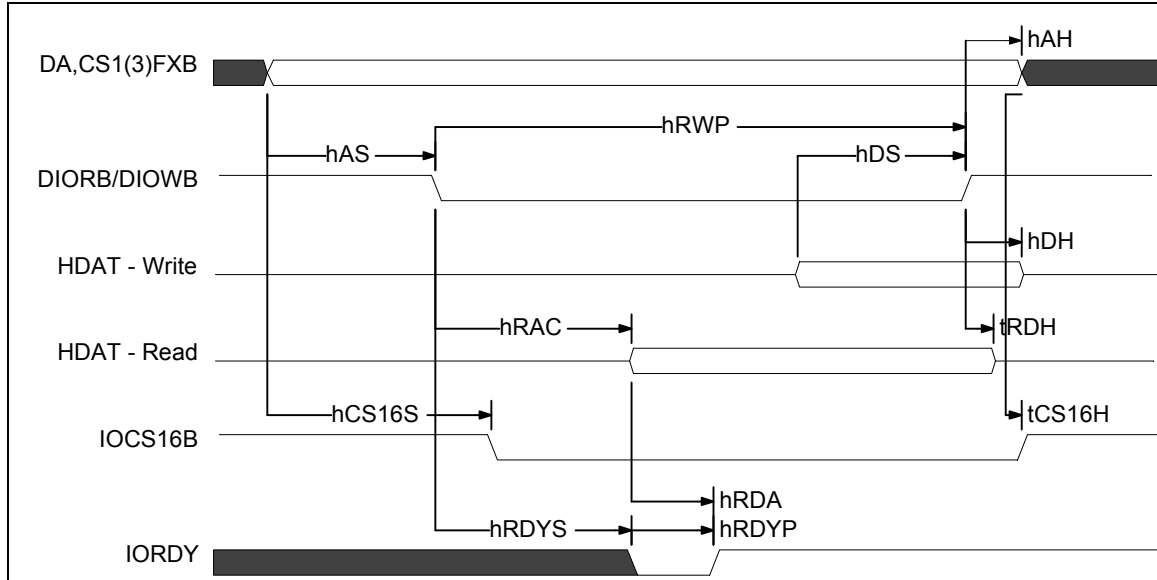 hAH
DA,CS1(3)FXB
hRWP
hAS
hDS
DIORB/DIOWB
hDH
HDAT - Write
hRAC
tRDH
HDAT - Read
hCS16S
tCS16H
IOCS16B
hRDA
hRDYS
hRDYP
IORDY